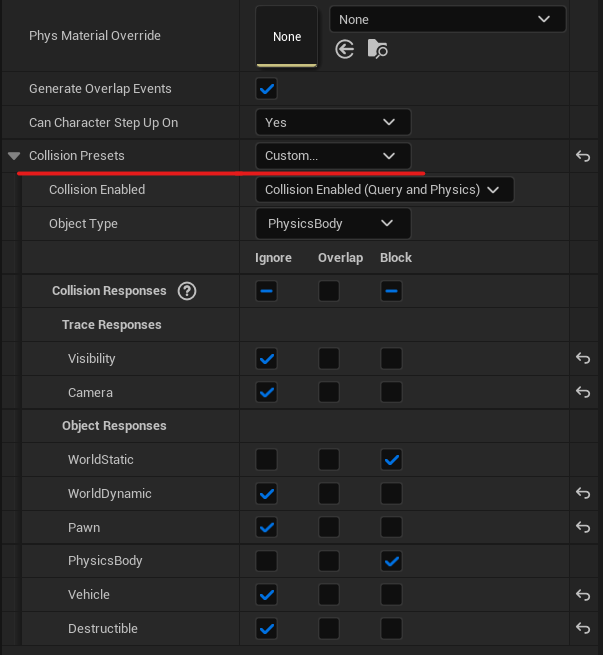 Phys Material Override
None
None
Generate Overlap Events
Can Character Step Up On
Yes
Collision Presets
Custom...
Collision Enabled
Collision Enabled (Query and Physics)
Object Type
PhysicsBody
Ignore Overlap Block
Collision Responses ?
Trace Responses
Visibility
Camera
Object Responses
WorldStatic
WorldDynamic
Pawn
PhysicsBody
Vehicle
Destructible